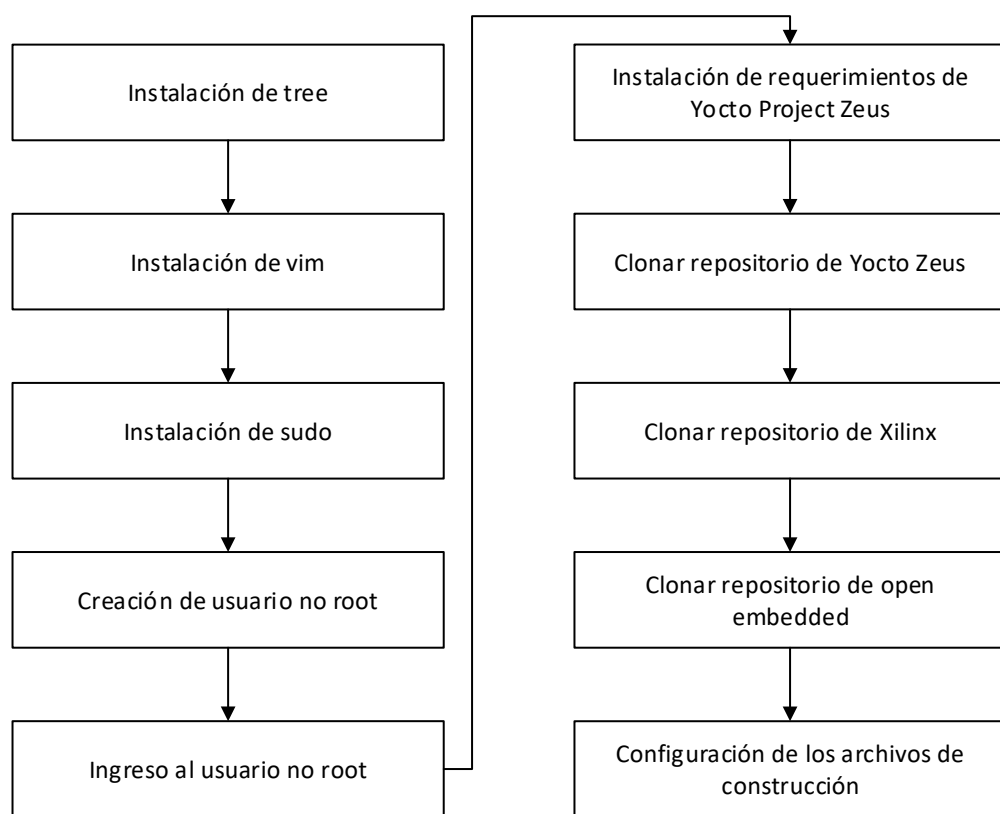 Instalación de tree
Instalación de vim
Instalación de sudo
Creación de usuario no root
Ingreso al usuario no root
Instalación de requerimientos de
Yocto Project Zeus
Clonar repositorio de Yocto Zeus
Clonar repositorio de Xilinx
Clonar repositorio de open
embedded
Configuración de los archivos de
construcción